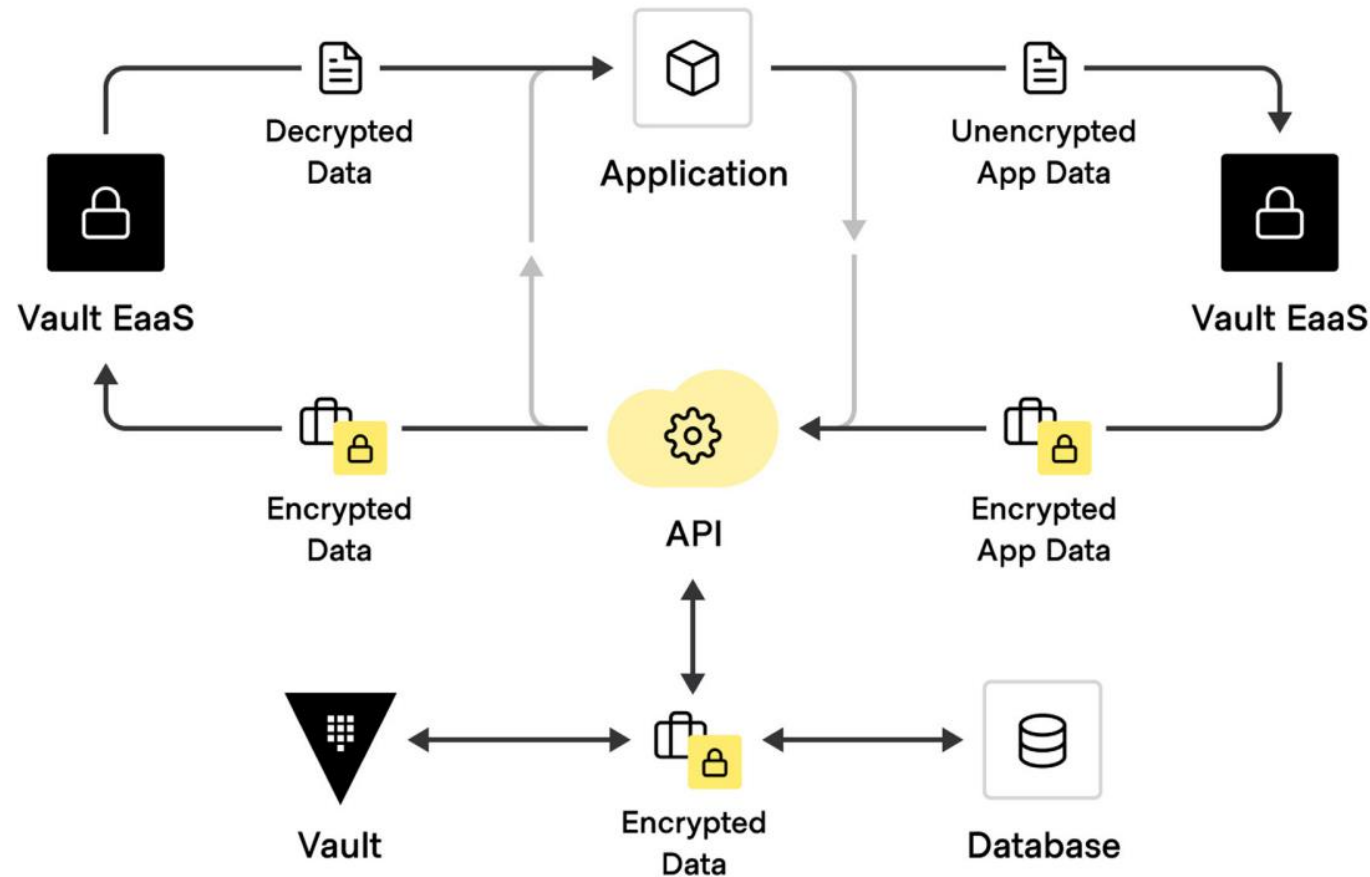 Decrypted
Data
Application
Unencrypted
App Data
Vault EaaS
Vault EaaS
Encrypted
Data
API
Encrypted
App Data
Vault
Encrypted
Data
Database